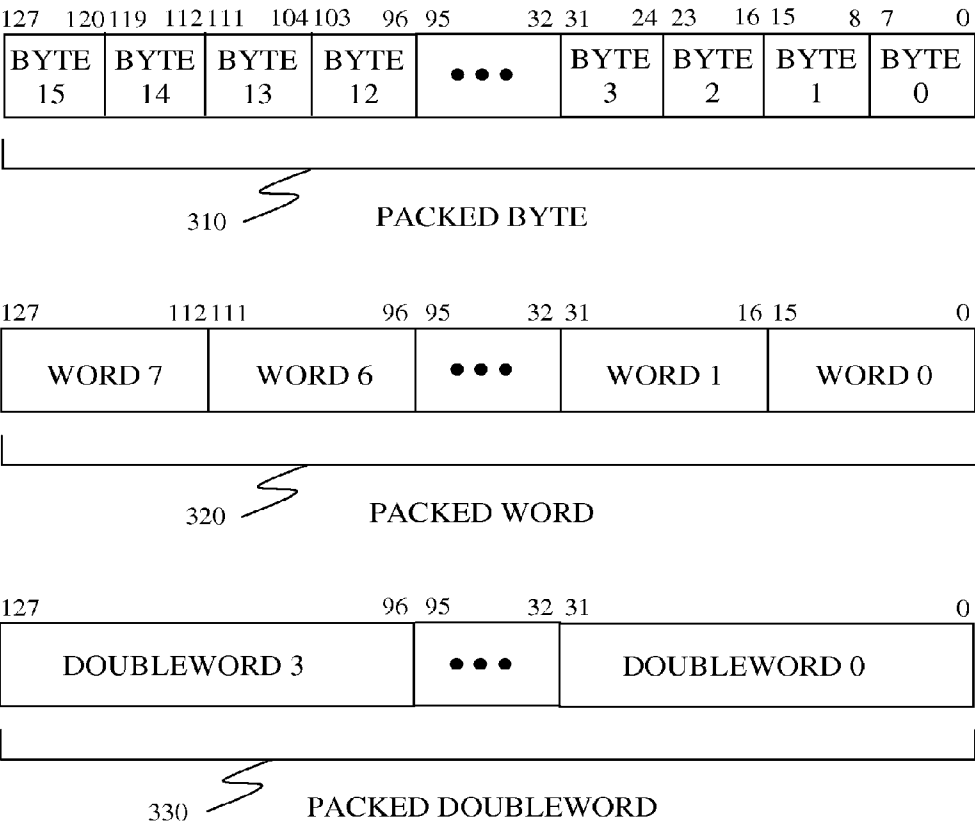 127 120 119 112 111 104 103 96 95 32 31 24 23 16 15 8 7 0
BYTE 15 BYTE 14 BYTE 13 BYTE 12 ••• BYTE 3 BYTE 2 BYTE 1 BYTE 0
310 PACKED BYTE
127 112 111 96 95 32 31 16 15 0
WORD 7 WORD 6 ••• WORD 1 WORD 0
320 PACKED WORD
127 96 95 32 31 0
DOUBLEWORD 3 ••• DOUBLEWORD 0
330 PACKED DOUBLEWORD